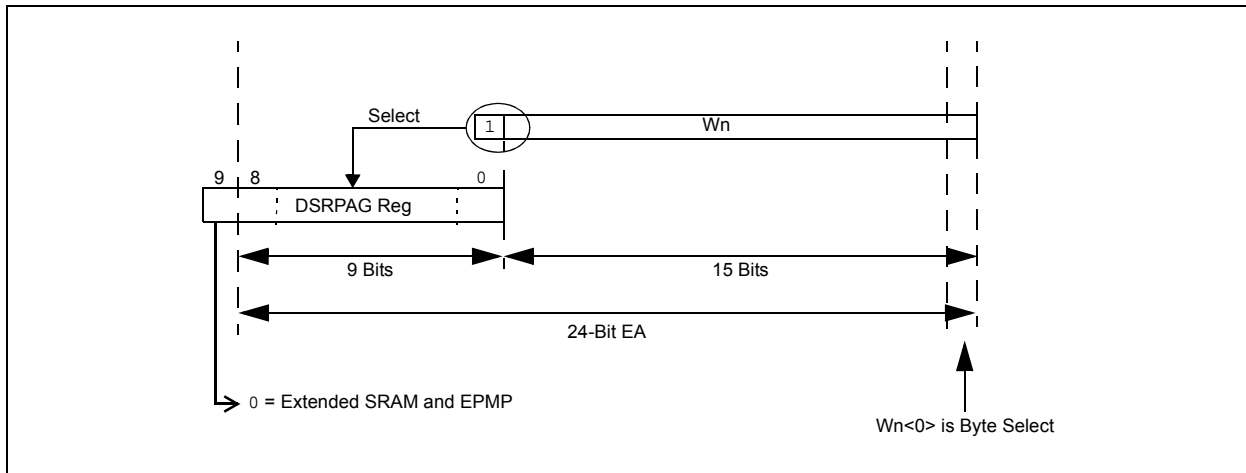 Select
1
Wn
9 8 0
DSRPAG Reg
9 Bits 15 Bits
24-Bit EA
0 = Extended SRAM and EPMP
Wn<0> is Byte Select